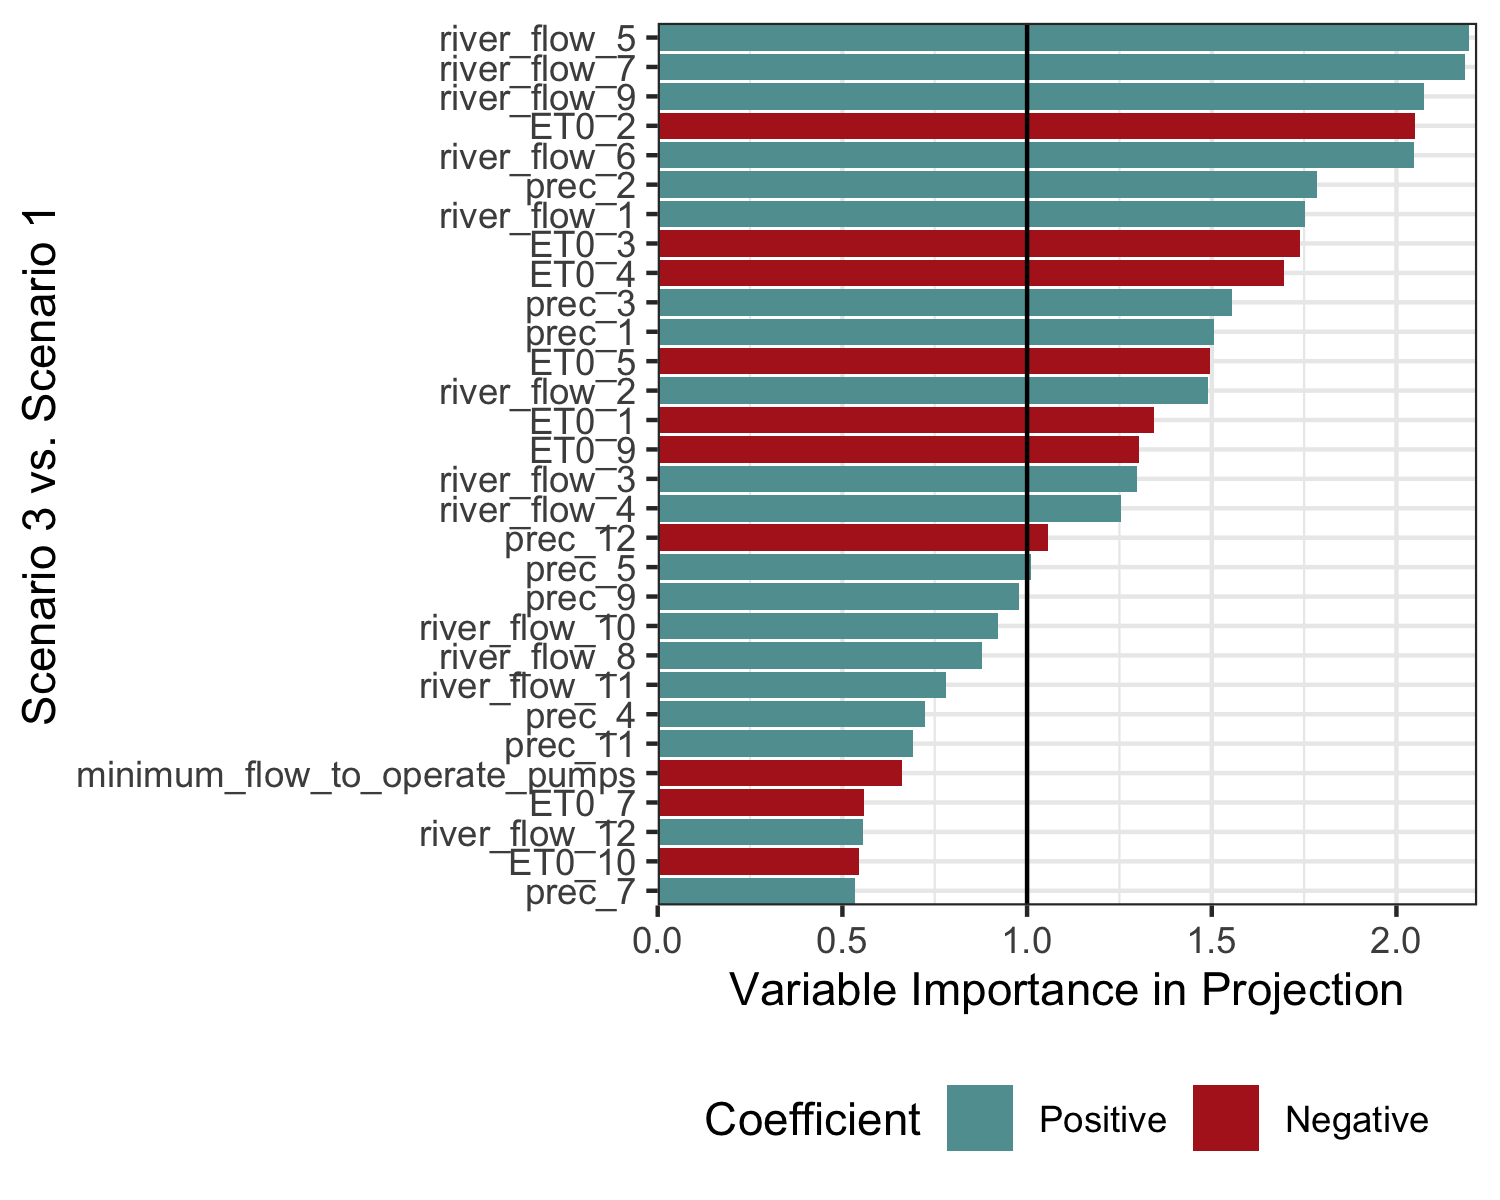 Scenario 3 vs. Scenario 1
river_flow_5
river_flow_7
river_flow_9
ET0_2
river_flow_6
prec_2
river_flow_1
ET0_3
ET0_4
prec_3
prec_1
ET0_5
river_flow_2
ET0_1
ET0_9
river_flow_3
river_flow_4
prec_12
prec_5
prec_9
river_flow_10
river_flow_8
river_flow_11
prec_4
prec_11
minimum_flow_to_operate_pumps
ET0_7
river_flow_12
ET0_10
prec_7
0.0 0.5 1.0 1.5 2.0
Variable Importance in Projection
Coefficient Positive Negative